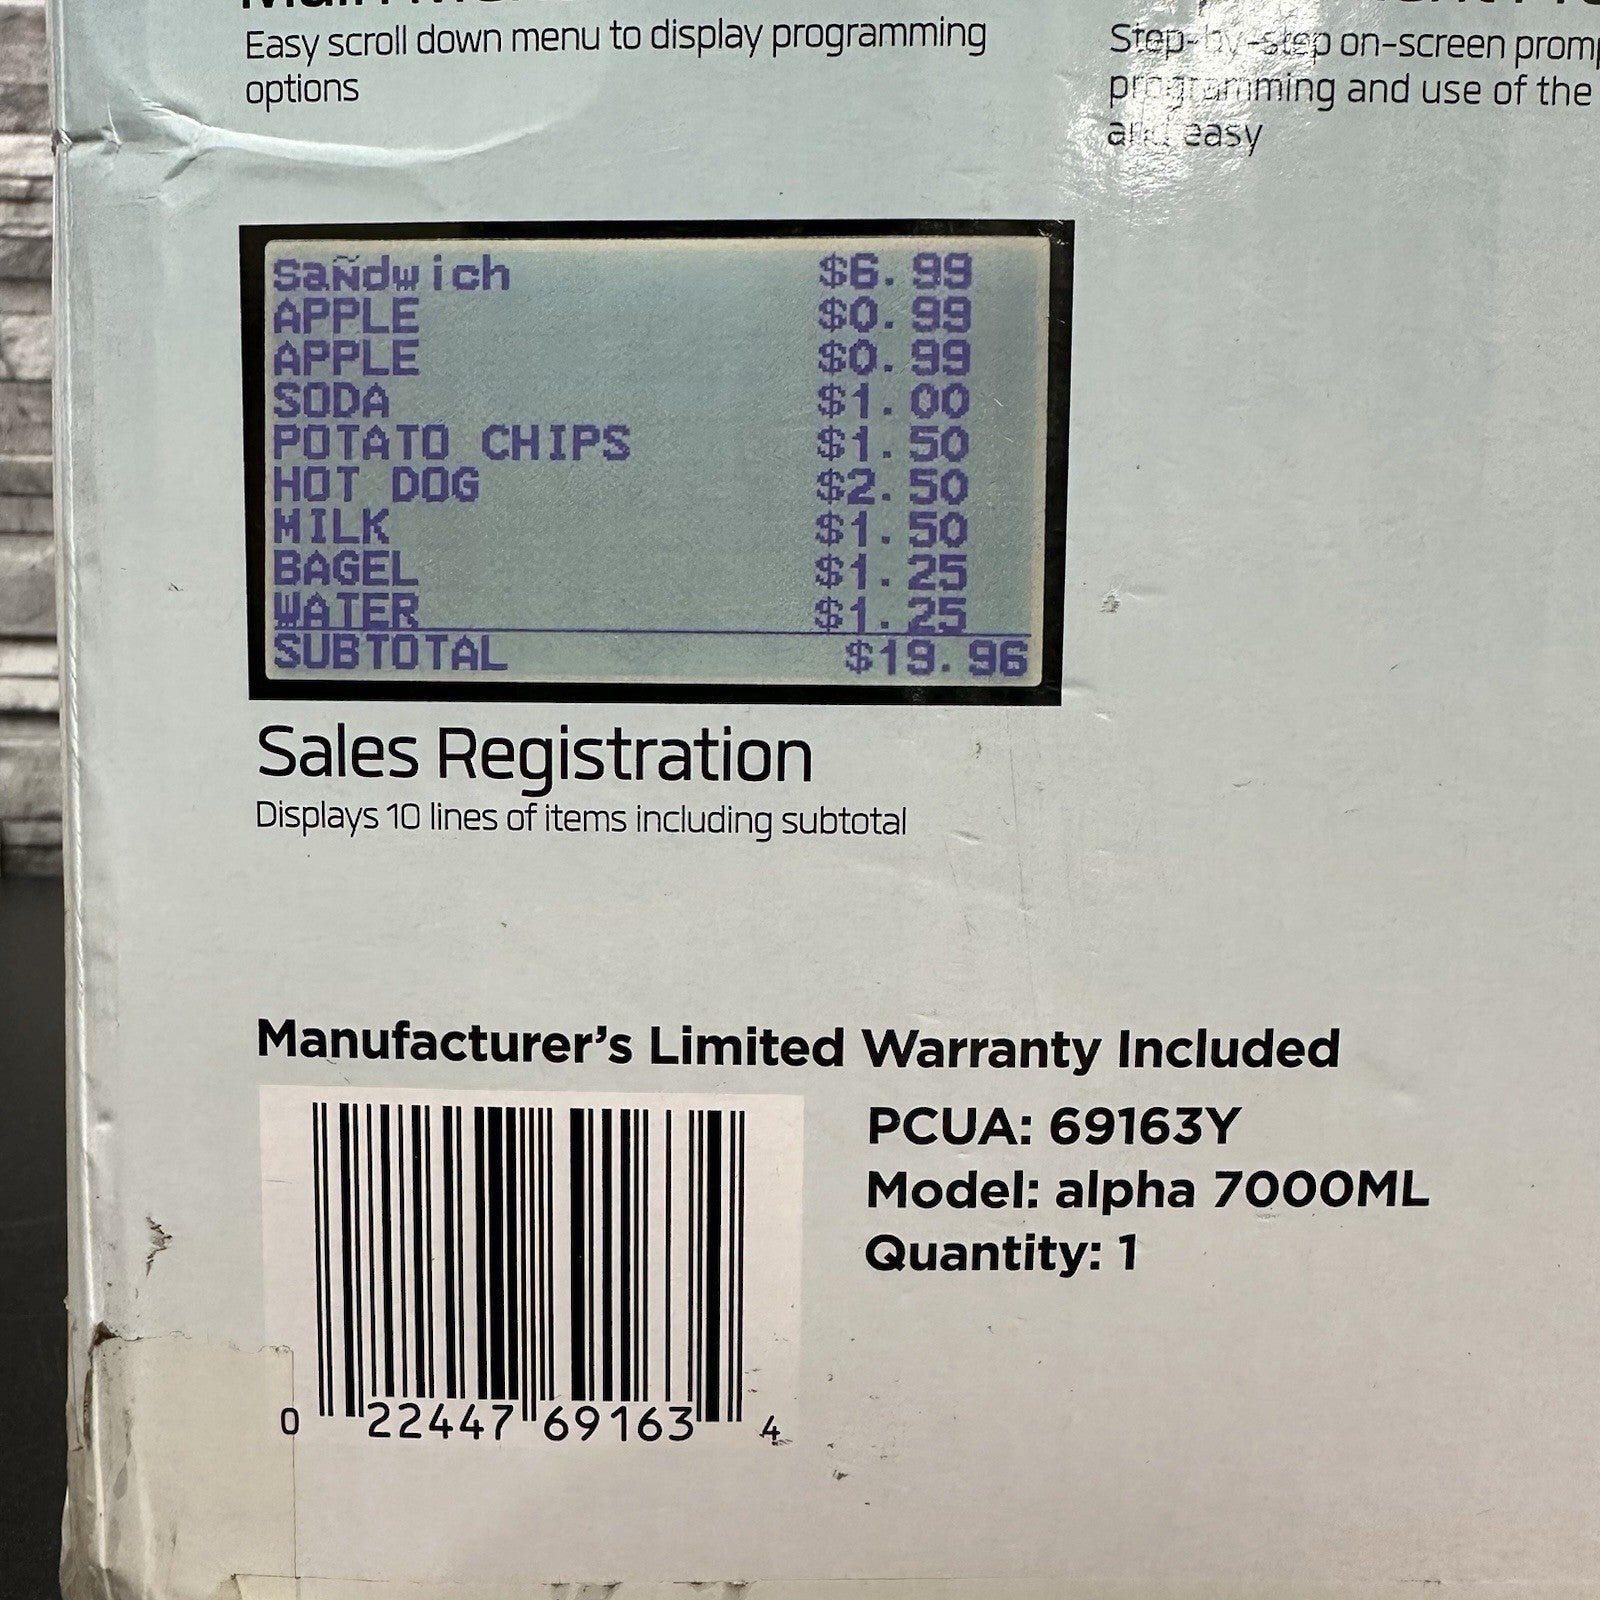 Easy scroll down menu to display programming
options
Step-by-step on-screen
programming and use of the
and easy
SaÑdwich $6.99
APPLE $0.99
APPLE $0.99
SODA $1.00
POTATO CHIPS $1.50
HOT DOG $2.50
MILK $1.50
BAGEL $1.25
WATER $1.25
SUBTOTAL $19.96
Sales Registration
Displays 10 lines of items including subtotal
Manufacturer's Limited Warranty Included
PCUA: 69163Y
Model: alpha 7000ML
Quantity: 1
0 22447 69163 4